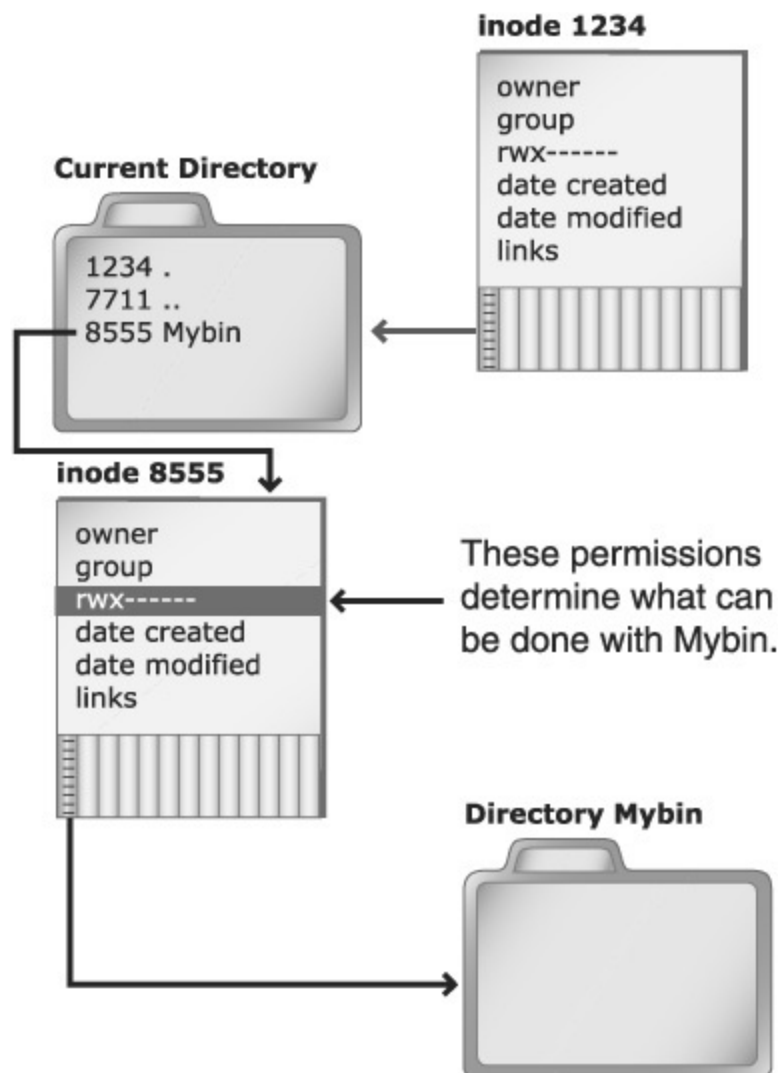 inode 1234
owner
group
rwx------
date created
date modified
links
Current Directory
1234 .
7711 ..
8555 Mybin
inode 8555
owner
group
rwx------
date created
date modified
links
These permissions
determine what can
be done with Mybin.
Directory Mybin